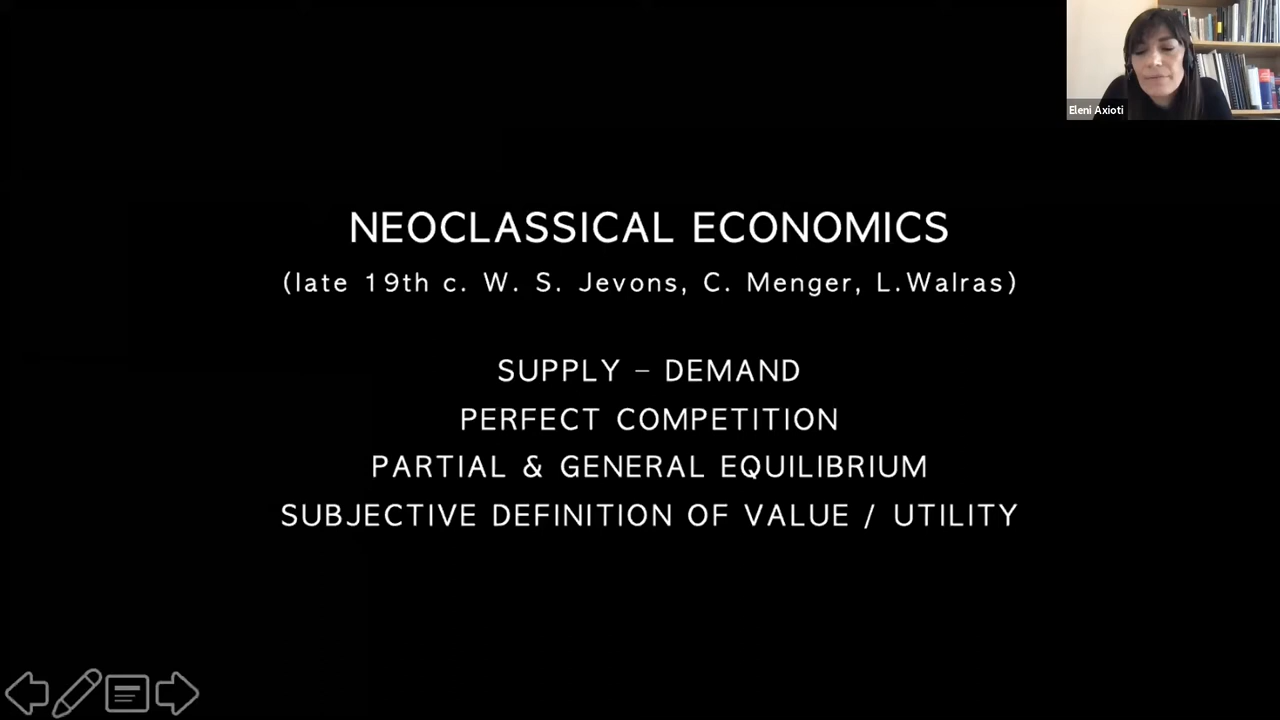 Eleni Axioti
NEOCLASSICAL ECONOMICS
(late 19th c. W. S. Jevons, C. Menger, L.Walras)
SUPPLY – DEMAND
PERFECT COMPETITION
PARTIAL & GENERAL EQUILIBRIUM
SUBJECTIVE DEFINITION OF VALUE / UTILITY